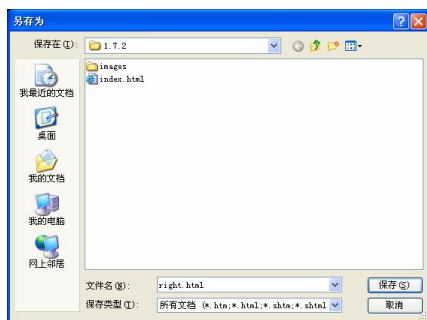 另存为
保存在(I): 1.7.2
images
index.html
我最近的文档
桌面
我的文档
我的电脑
网上邻居
文件名(N): right.html 保存(S)
保存类型(T): 所有文档 (*.htm;*.html;*.shtm;*.shtml 取消